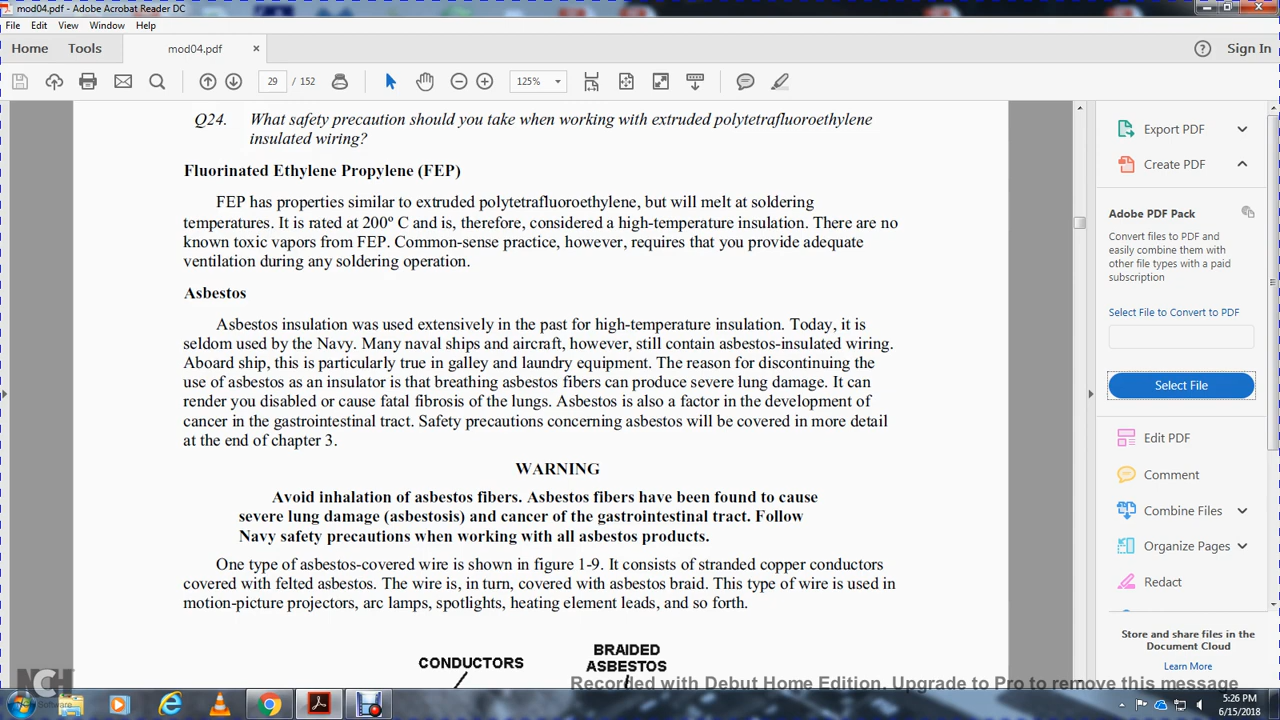 mod04.pdf - Adobe Acrobat Reader DC
File Edit View Window Help
Home Tools mod04.pdf × Sign In
29 / 152 125%
Q24. What safety precaution should you take when working with extruded polytetrafluoroethylene
insulated wiring?
Fluorinated Ethylene Propylene (FEP)
FEP has properties similar to extruded polytetrafluoroethylene, but will melt at soldering
temperatures. It is rated at 200º C and is, therefore, considered a high-temperature insulation. There are no
known toxic vapors from FEP. Common-sense practice, however, requires that you provide adequate
ventilation during any soldering operation.
Asbestos
Asbestos insulation was used extensively in the past for high-temperature insulation. Today, it is
seldom used by the Navy. Many naval ships and aircraft, however, still contain asbestos-insulated wiring.
Aboard ship, this is particularly true in galley and laundry equipment. The reason for discontinuing the
use of asbestos as an insulator is that breathing asbestos fibers can produce severe lung damage. It can
render you disabled or cause fatal fibrosis of the lungs. Asbestos is also a factor in the development of
cancer in the gastrointestinal tract. Safety precautions concerning asbestos will be covered in more detail
at the end of chapter 3.
WARNING
Avoid inhalation of asbestos fibers. Asbestos fibers have been found to cause
severe lung damage (asbestosis) and cancer of the gastrointestinal tract. Follow
Navy safety precautions when working with all asbestos products.
One type of asbestos-covered wire is shown in figure 1-9. It consists of stranded copper conductors
covered with felted asbestos. The wire is, in turn, covered with asbestos braid. This type of wire is used in
motion-picture projectors, arc lamps, spotlights, heating element leads, and so forth.
CONDUCTORS
BRAIDED
ASBESTOS
Export PDF
Create PDF
Adobe PDF Pack
Convert files to PDF and
easily combine them with
other file types with a paid
subscription
Select File to Convert to PDF
Select File
Edit PDF
Comment
Combine Files
Organize Pages
Redact
Store and share files in the
Document Cloud
Learn More
Recorded with Debut Home Edition. Upgrade to Pro to remove this message
NCH
Software
5:26 PM
6/15/2018